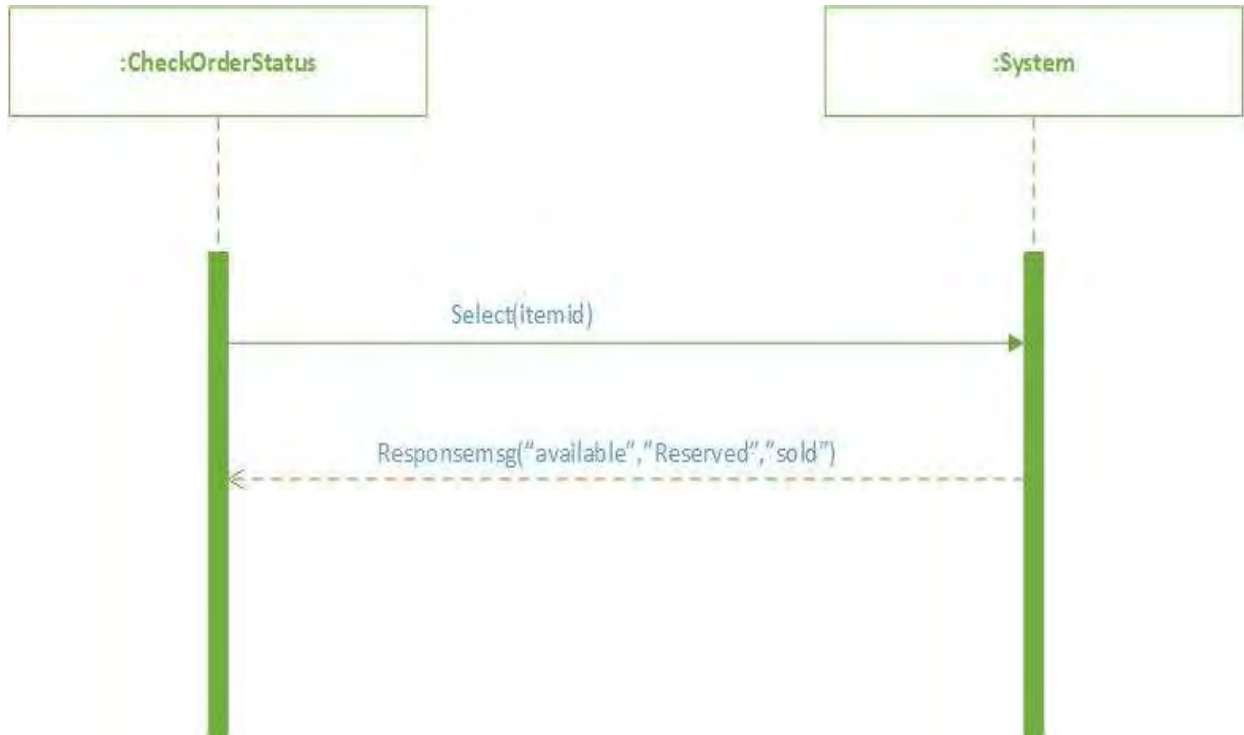 :CheckOrderStatus
:System
Select(itemid)
Responsemsg(“available”,”Reserved”,”sold”)